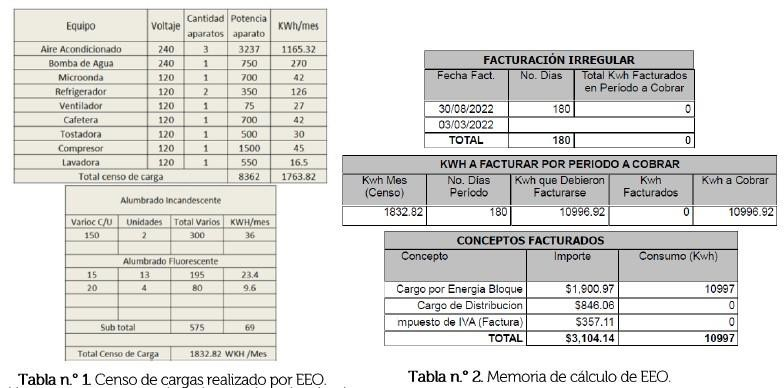 Equipo Voltaje Cantidad aparatos Potencia aparato KWh/mes
Aire Acondicionado 240 3 3237 1165.32
Bomba de Agua 240 1 750 270
Microonda 120 1 700 42
Refrigerador 120 2 350 126
Ventilador 120 1 75 27
Cafetera 120 1 700 42
Tostadora 120 1 500 30
Compresor 120 1 1500 45
Lavadora 120 1 550 16.5
Total censo de carga 8362 1763.82
Alumbrado Incandescente
Varioc C/U Unidades Total Varios KWH/mes
150 2 300 36
Alumbrado Fluorescente
15 13 195 23.4
20 4 80 9.6
Sub total 575 69
Total Censo de Carga 1832.82 WKH /Mes
Tabla n.° 1. Censo de cargas realizado por EEO.
FACTURACIÓN IRREGULAR
Fecha Fact. No. Dias Total Kwh Facturados en Periodo a Cobrar
30/08/2022 180 0
03/03/2022
TOTAL 180 0
KWH A FACTURAR POR PERIODO A COBRAR
Kwh Mes (Censo) No. Días Período Kwh que Debieron Facturarse Kwh Facturados Kwh a Cobrar
1832.82 180 10996.92 0 10996.92
CONCEPTOS FACTURADOS
Concepto Importe Consumo (Kwh)
Cargo por Energia Bloque $1,900.97 10997
Cargo de Distribucion $846.06 0
mpuesto de IVA (Factura) $357.11 0
TOTAL $3,104.14 10997
Tabla n.° 2. Memoria de cálculo de EEO.